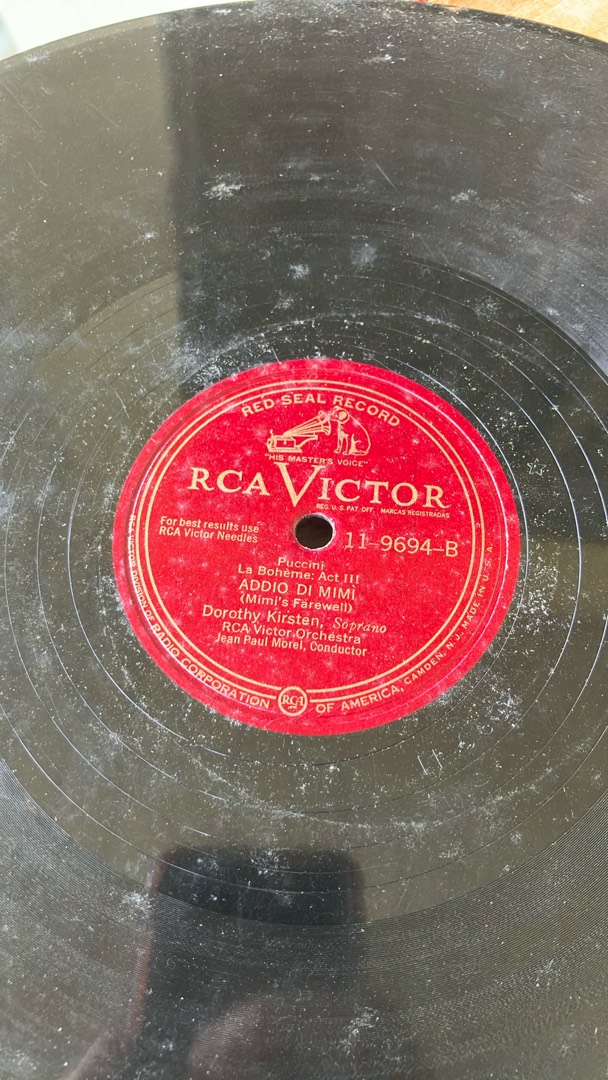 RED SEAL RECORD
"HIS MASTER'S VOICE"
RCA VICTOR
REG. U. S. PAT. OFF. MARCAS REGISTRADAS
For best results use
RCA Victor Needles
11-9694-B
Puccini
La Bohème: Act III
ADDIO DI MIMÌ
(Mimi's Farewell)
Dorothy Kirsten, Soprano
RCA Victor Orchestra
Jean Paul Morel, Conductor
RCA VICTOR DIVISION OF RADIO CORPORATION RCA OF AMERICA, CAMDEN, N. J. MADE IN U. S. A.